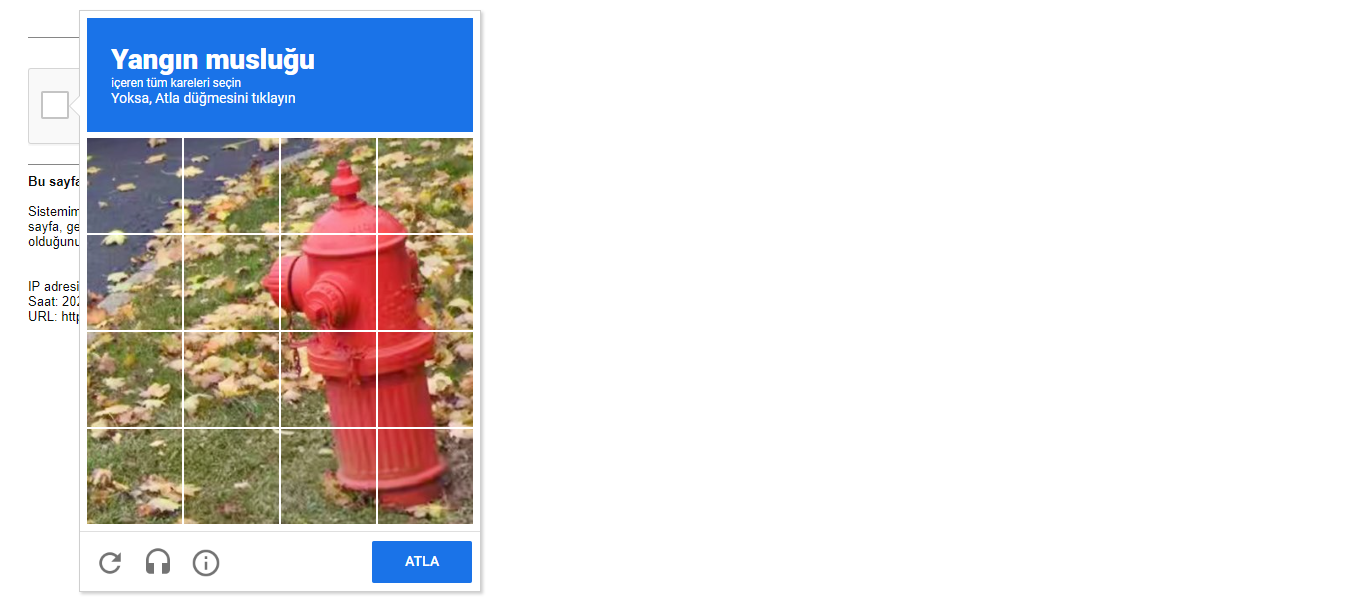 Yangın musluğu
içeren tüm kareleri seçin
Yoksa, Atla düğmesini tıklayın
Bu sayfa
Sistemim
sayfa, ge
olduğunu
IP adresi
Saat: 202
URL: http
ATLA